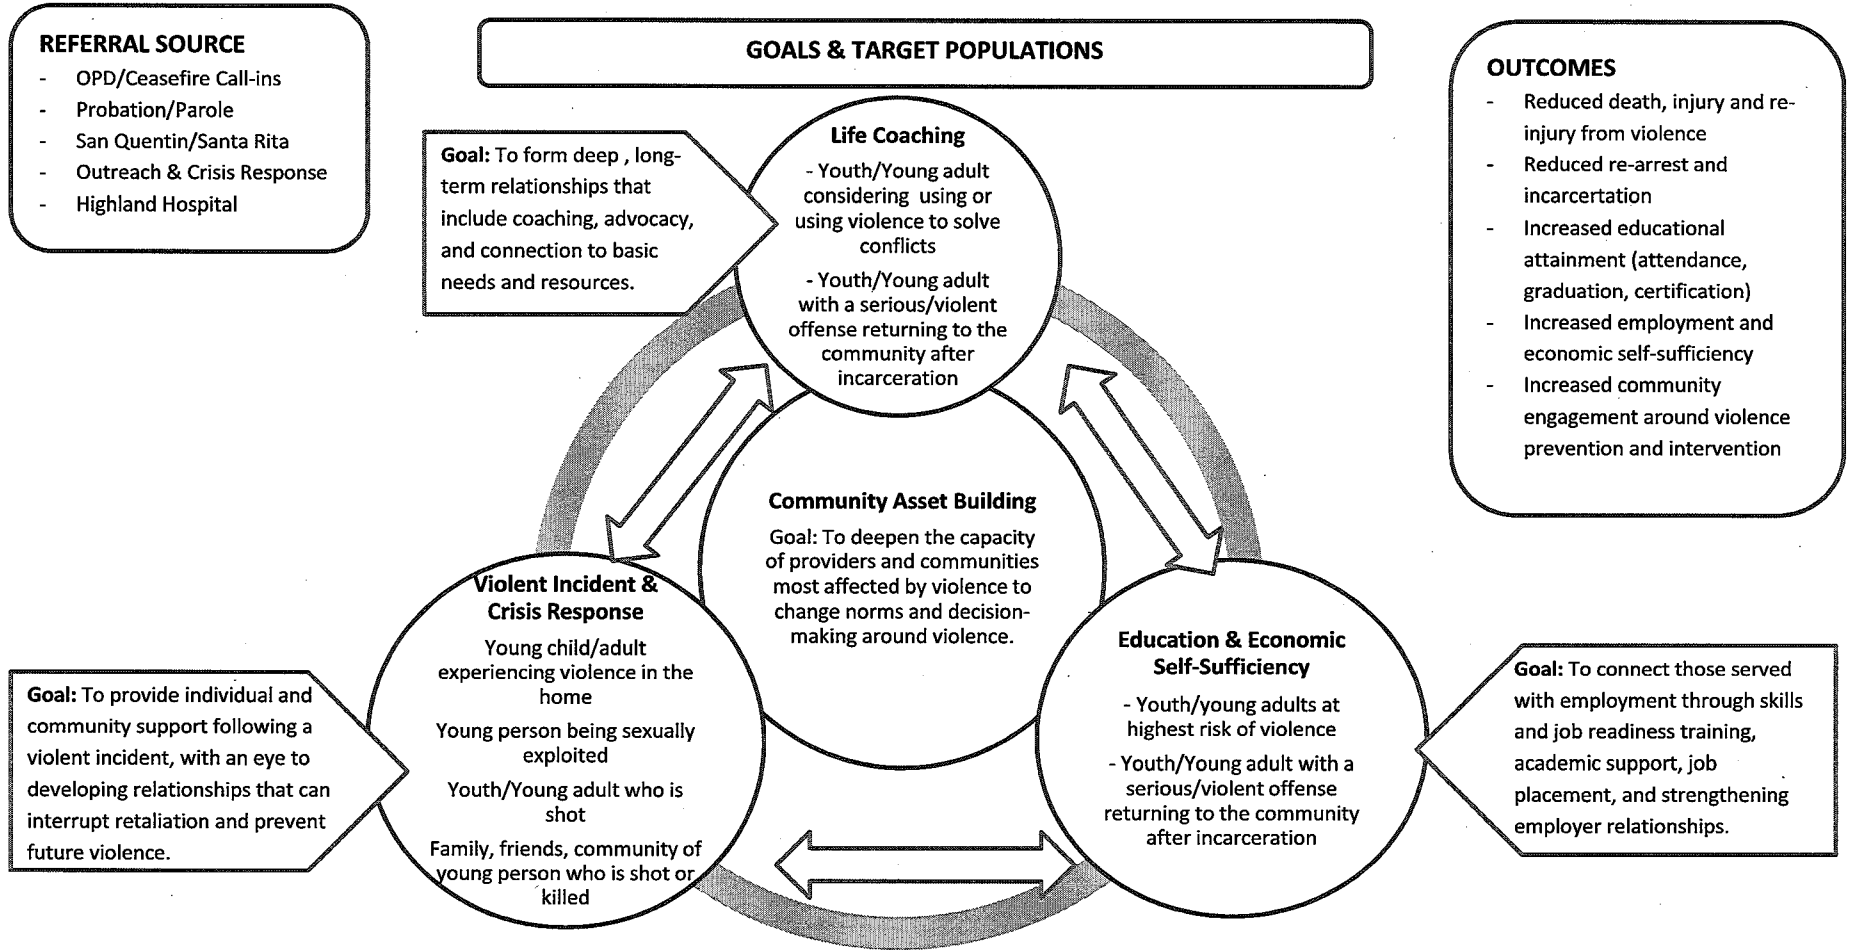 REFERRAL SOURCE
- OPD/Ceasefire Call-ins
- Probation/Parole
- San Quentin/Santa Rita
- Outreach & Crisis Response
- Highland Hospital
GOALS & TARGET POPULATIONS
OUTCOMES
- Reduced death, injury and re-
injury from violence
- Reduced re-arrest and
incarcertation
- Increased educational
attainment (attendance,
graduation, certification)
- Increased employment and
economic self-sufficiency
- Increased community
engagement around violence
prevention and intervention
Goal: To form deep , long-
term relationships that
include coaching, advocacy,
and connection to basic
needs and resources.
Life Coaching
- Youth/Young adult
considering using or
using violence to solve
conflicts
- Youth/Young adult
with a serious/violent
offense returning to the
community after
incarceration
Community Asset Building
Goal: To deepen the capacity
of providers and communities
most affected by violence to
change norms and decision-
making around violence.
Goal: To provide individual and
community support following a
violent incident, with an eye to
developing relationships that can
interrupt retaliation and prevent
future violence.
Violent Incident &
Crisis Response
Young child/adult
experiencing violence in the
home
Young person being sexually
exploited
Youth/Young adult who is
shot
Family, friends, community of
young person who is shot or
killed
Education & Economic
Self-Sufficiency
- Youth/young adults at
highest risk of violence
- Youth/Young adult with a
serious/violent offense
returning to the community
after incarceration
Goal: To connect those served
with employment through skills
and job readiness training,
academic support, job
placement, and strengthening
employer relationships.